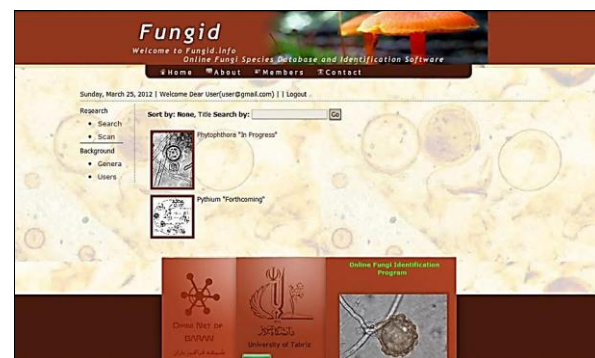 Fungid
Welcome to Fungid.info
Online Fungi Species Database and Identification Software
Home About Members Contact
Sunday, March 25, 2012 | Welcome Dear User(user@gmail.com) | | Logout
Research
Search
Scan
Background
Genera
Users
Sort by: None, Title Search by: Go
Phytophthora "In Progress"
Pythium "Forthcoming"
Online Fungi Identification
Program
University of Tabriz